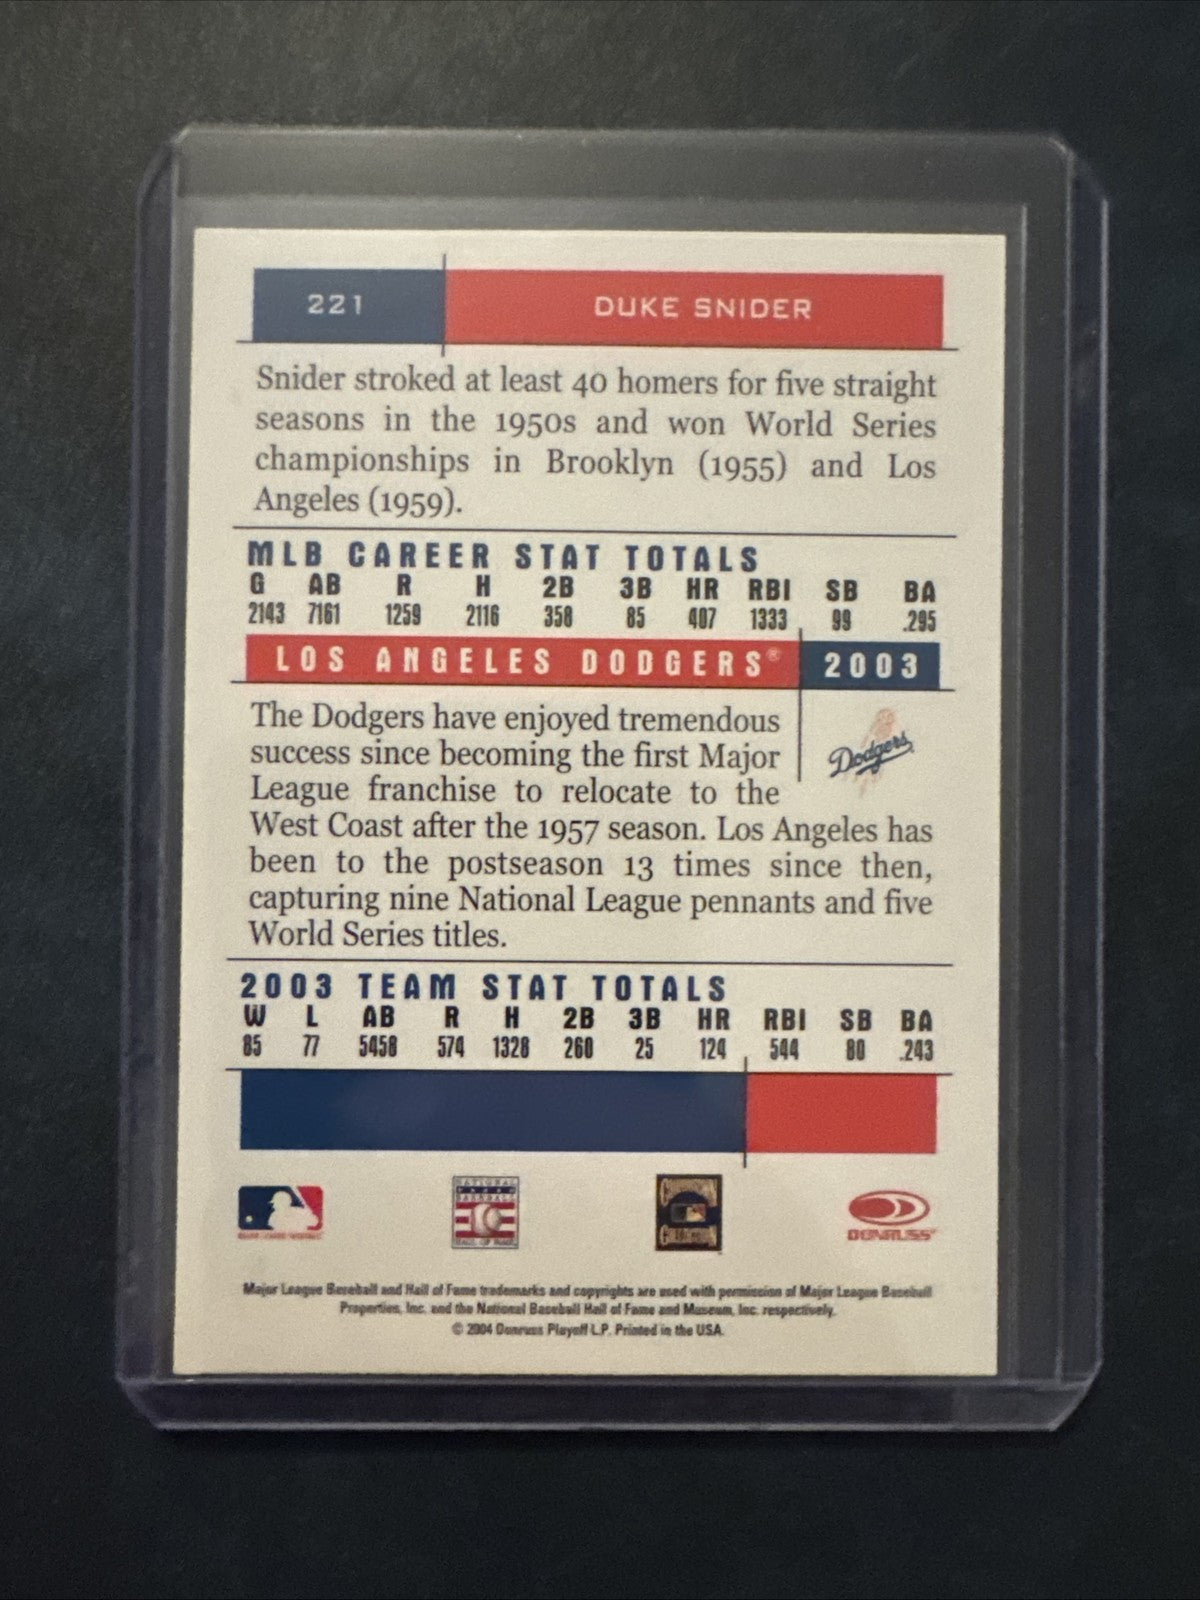 221
DUKE SNIDER
Snider stroked at least 40 homers for five straight
seasons in the 1950s and won World Series
championships in Brooklyn (1955) and Los
Angeles (1959).
MLB CAREER STAT TOTALS
G AB R H 2B 3B HR RBI SB BA
2143 7161 1259 2116 358 85 407 1333 99 .295
LOS ANGELES DODGERS® 2003
The Dodgers have enjoyed tremendous
success since becoming the first Major
League franchise to relocate to the
West Coast after the 1957 season. Los Angeles has
been to the postseason 13 times since then,
capturing nine National League pennants and five
World Series titles.
Dodgers
2003 TEAM STAT TOTALS
W L AB R H 2B 3B HR RBI SB BA
85 77 5458 574 1328 260 25 124 544 80 .243
NATIONAL
BASEBALL
HALL OF FAME
DONRUSS
Major League Baseball and Hall of Fame trademarks and copyrights are used with permission of Major League Baseball
Properties, Inc. and the National Baseball Hall of Fame and Museum, Inc. respectively.
© 2004 Donruss Playoff L.P. Printed in the USA.